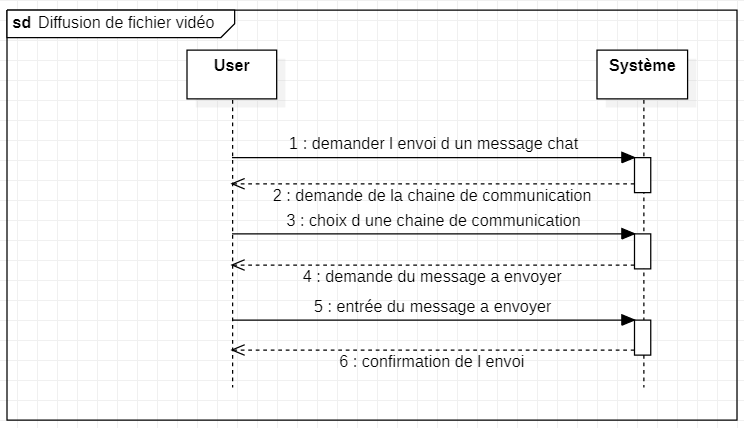 sd Diffusion de fichier vidéo
User
Système
1 : demander l envoi d un message chat
2 : demande de la chaine de communication
3 : choix d une chaine de communication
4 : demande du message a envoyer
5 : entrée du message a envoyer
6 : confirmation de l envoi